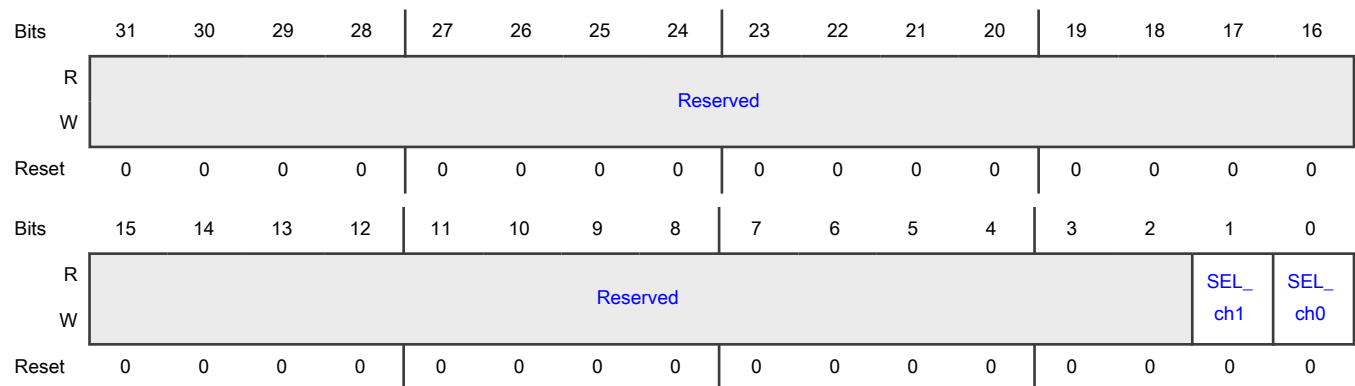 Bits 31 30 29 28 27 26 25 24 23 22 21 20 19 18 17 16
R
Reserved
W
Reset 0 0 0 0 0 0 0 0 0 0 0 0 0 0 0 0
Bits 15 14 13 12 11 10 9 8 7 6 5 4 3 2 1 0
R
Reserved
SEL_ SEL_
ch1 ch0
W
Reset 0 0 0 0 0 0 0 0 0 0 0 0 0 0 0 0